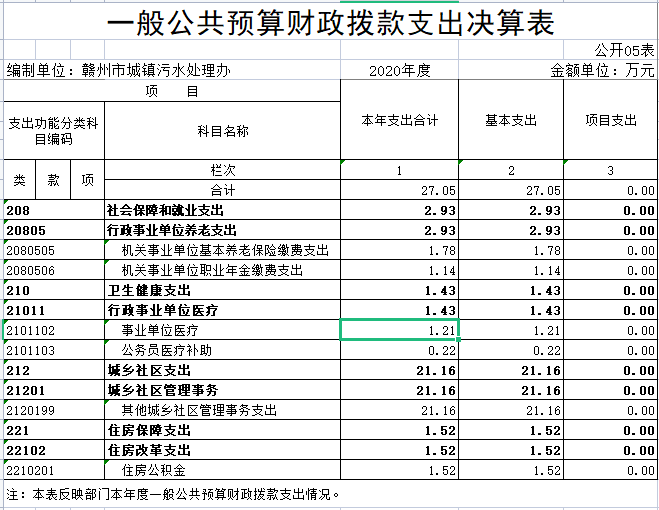 一般公共预算财政拨款支出决算表
公开05表
编制单位：赣州市城镇污水处理办 2020年度 金额单位：万元
项 目 本年支出合计 基本支出 项目支出
支出功能分类科目编码 科目名称
类 款 项 栏次 1 2 3
合计 27.05 27.05 0.00
208 社会保障和就业支出 2.93 2.93 0.00
20805 行政事业单位养老支出 2.93 2.93 0.00
2080505 机关事业单位基本养老保险缴费支出 1.78 1.78 0.00
2080506 机关事业单位职业年金缴费支出 1.14 1.14 0.00
210 卫生健康支出 1.43 1.43 0.00
21011 行政事业单位医疗 1.43 1.43 0.00
2101102 事业单位医疗 1.21 1.21 0.00
2101103 公务员医疗补助 0.22 0.22 0.00
212 城乡社区支出 21.16 21.16 0.00
21201 城乡社区管理事务 21.16 21.16 0.00
2120199 其他城乡社区管理事务支出 21.16 21.16 0.00
221 住房保障支出 1.52 1.52 0.00
22102 住房改革支出 1.52 1.52 0.00
2210201 住房公积金 1.52 1.52 0.00
注：本表反映部门本年度一般公共预算财政拨款支出情况。